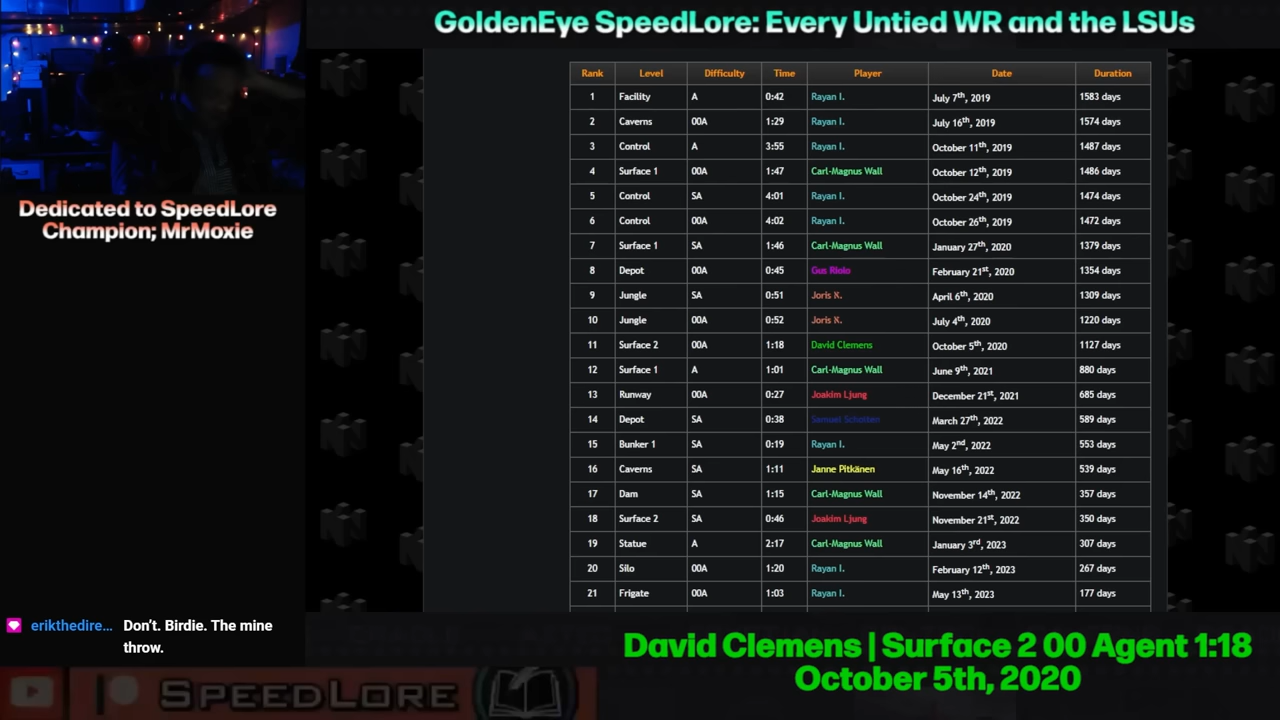 GoldenEye SpeedLore: Every Untied WR and the LSUs
Rank Level Difficulty Time Player Date Duration
1 Facility A 0:42 Rayan I. July 7th, 2019 1583 days
2 Caverns 00A 1:29 Rayan I. July 16th, 2019 1574 days
3 Control A 3:55 Rayan I. October 11th, 2019 1487 days
4 Surface 1 00A 1:47 Carl-Magnus Wall October 12th, 2019 1486 days
5 Control SA 4:01 Rayan I. October 24th, 2019 1474 days
6 Control 00A 4:02 Rayan I. October 26th, 2019 1472 days
7 Surface 1 SA 1:46 Carl-Magnus Wall January 27th, 2020 1379 days
8 Depot 00A 0:45 Gus Riolo February 21st, 2020 1354 days
9 Jungle SA 0:51 Joris X. April 6th, 2020 1309 days
10 Jungle 00A 0:52 Joris X. July 4th, 2020 1220 days
11 Surface 2 00A 1:18 David Clemens October 5th, 2020 1127 days
12 Surface 1 A 1:01 Carl-Magnus Wall June 9th, 2021 880 days
13 Runway 00A 0:27 Joakim Ljung December 21st, 2021 685 days
14 Depot SA 0:38 Samuel Schotten March 27th, 2022 589 days
15 Bunker 1 SA 0:19 Rayan I. May 2nd, 2022 553 days
16 Caverns SA 1:11 Janne Pitkänen May 16th, 2022 539 days
17 Dam SA 1:15 Carl-Magnus Wall November 14th, 2022 357 days
18 Surface 2 SA 0:46 Joakim Ljung November 21st, 2022 350 days
19 Statue A 2:17 Carl-Magnus Wall January 3rd, 2023 307 days
20 Silo 00A 1:20 Rayan I. February 12th, 2023 267 days
21 Frigate 00A 1:03 Rayan I. May 13th, 2023 177 days
Dedicated to SpeedLore
Champion; MrMoxie
erikthedire... Don't. Birdie. The mine
throw.
David Clemens | Surface 2 00 Agent 1:18
October 5th, 2020
SPEEDLORE